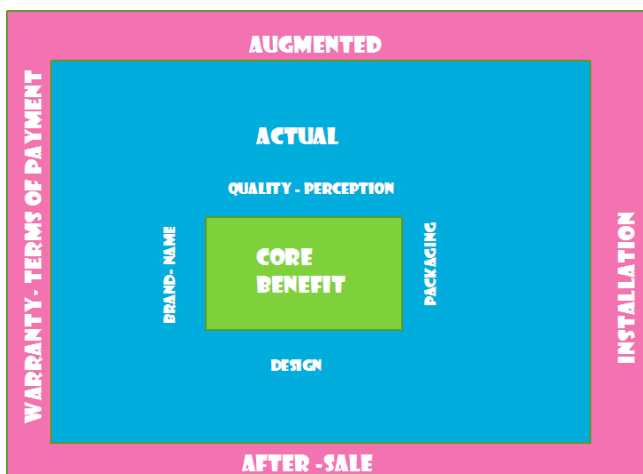 AUGMENTED
WARRANTY- TERMS OF PAYMENT
ACTUAL
QUALITY - PERCEPTION
BRAND- NAME
CORE
BENEFIT
PACKAGING
INSTALLATION
DESIGN
AFTER -SALE